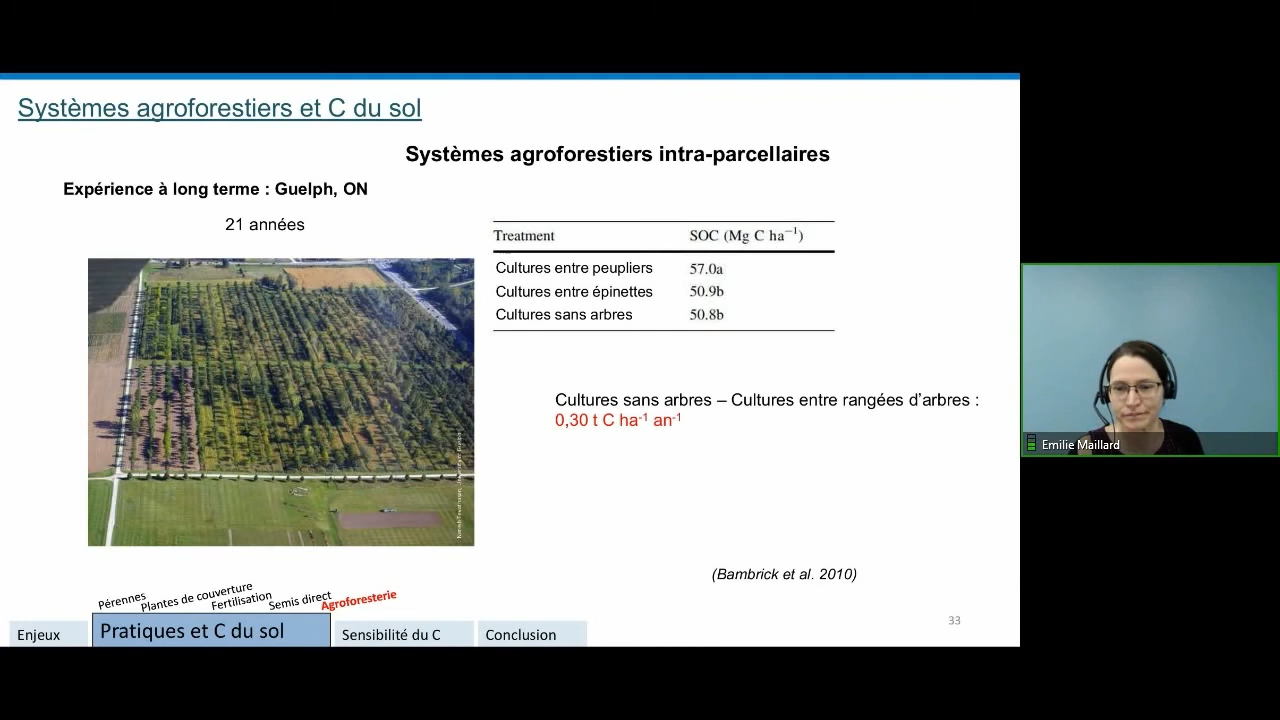 Systèmes agroforestiers et C du sol
Systèmes agroforestiers intra-parcellaires
Expérience à long terme : Guelph, ON
21 années
Treatment SOC (Mg C ha⁻¹)
Cultures entre peupliers 57.0a
Cultures entre épinettes 50.9b
Cultures sans arbres 50.8b
Cultures sans arbres – Cultures entre rangées d'arbres :
0,30 t C ha⁻¹ an⁻¹
(Bambrick et al. 2010)
Pérennes
Plantes de couverture
Fertilisation
Semis direct
Agroforesterie
Enjeux
Pratiques et C du sol
Sensibilité du C
Conclusion
33
Emilie Maillard